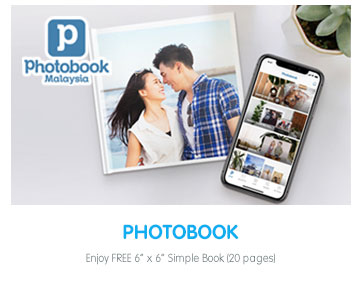 p
Photobook
Malaysia
PHOTOBOOK
Enjoy FREE 6" x 6" Simple Book (20 pages)